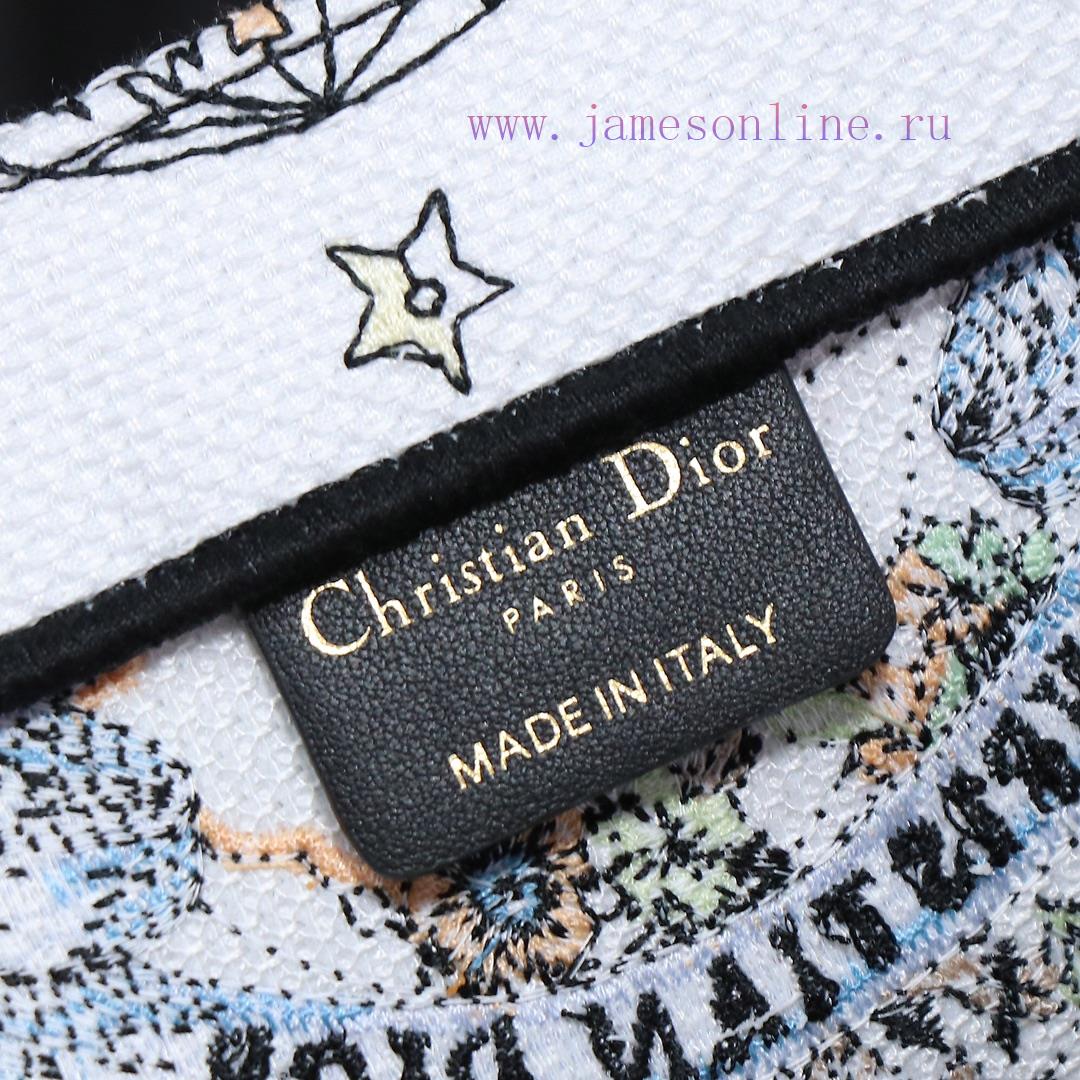 www.jamesonline.ru
Christian Dior
PARIS
MADE IN ITALY